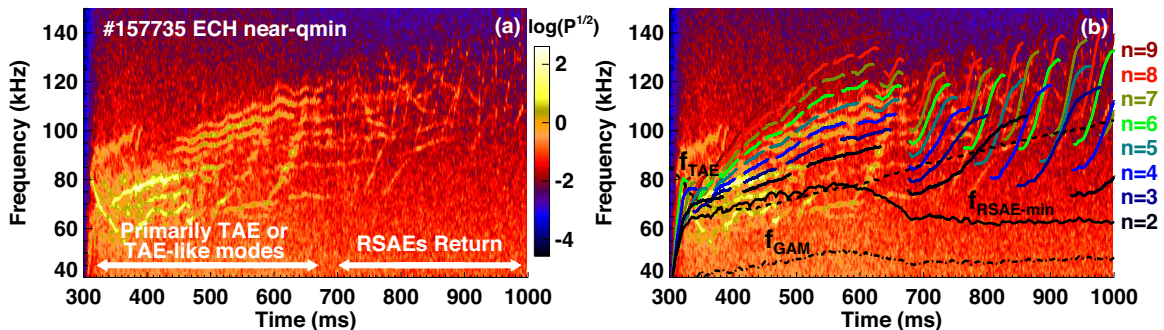 #157735 ECH near-qmin
(a)
log(P^1/2)
Frequency (kHz)
140
120
100
80
60
40
Primarily TAE or
TAE-like modes
RSAEs Return
300 400 500 600 700 800 900 1000
Time (ms)
2
0
-2
-4
(b)
Frequency (kHz)
140
120
100
80
60
40
f_TAE
f_RSAE-min
f_GAM
300 400 500 600 700 800 900 1000
Time (ms)
n=9
n=8
n=7
n=6
n=5
n=4
n=3
n=2